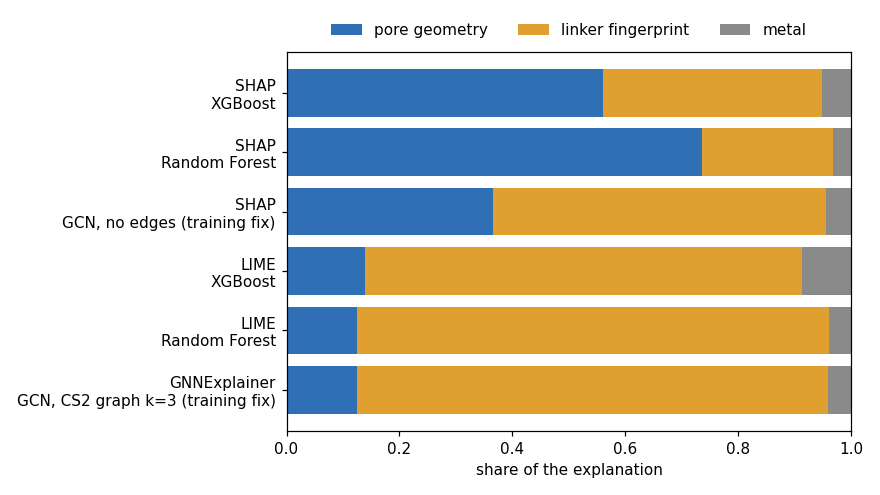 pore geometry linker fingerprint metal
SHAP
XGBoost
SHAP
Random Forest
SHAP
GCN, no edges (training fix)
LIME
XGBoost
LIME
Random Forest
GNNExplainer
GCN, CS2 graph k=3 (training fix)
0.0 0.2 0.4 0.6 0.8 1.0
share of the explanation